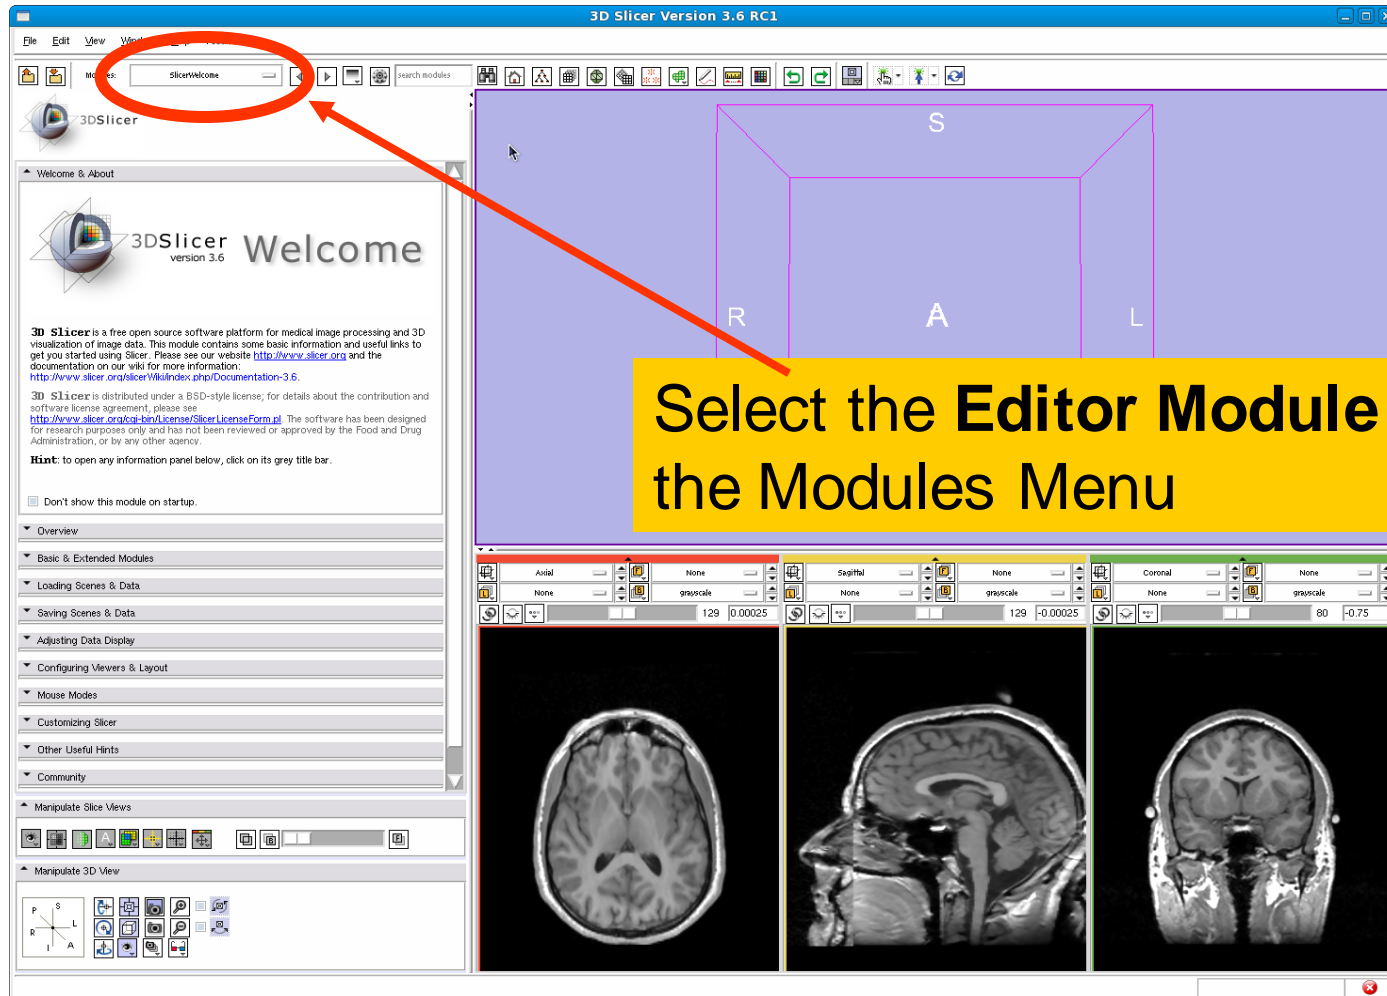 3D Slicer Version 3.6 RC1
File Edit View
Modules: SlicerWelcome search modules
3DSlicer
Welcome & About
3DSlicer Welcome
version 3.6
3D Slicer is a free open source software platform for medical image processing and 3D
visualization of image data. This module contains some basic information and useful links to
get you started using Slicer. Please see our website http://www.slicer.org and the
documentation on our wiki for more information:
http://www.slicer.org/slicerWiki/index.php/Documentation-3.6.
3D Slicer is distributed under a BSD-style license; for details about the contribution and
software license agreement, please see
http://www.slicer.org/cgi-bin/License/SlicerLicenseForm.pl. The software has been designed
for research purposes only and has not been reviewed or approved by the Food and Drug
Administration, or by any other agency.
Hint: to open any information panel below, click on its grey title bar.
Don't show this module on startup.
Overview
Basic & Extended Modules
Loading Scenes & Data
Saving Scenes & Data
Adjusting Data Display
Configuring Viewers & Layout
Mouse Modes
Customizing Slicer
Other Useful Hints
Community
Manipulate Slice Views
A B F
Manipulate 3D View
P S L R I A
S
R A L
Select the Editor Module
the Modules Menu
Axial F None Sagittal F None Coronal F None
L None B grayscale L None B grayscale L None B grayscale
129 0.00025 129 -0.00025 80 -0.75